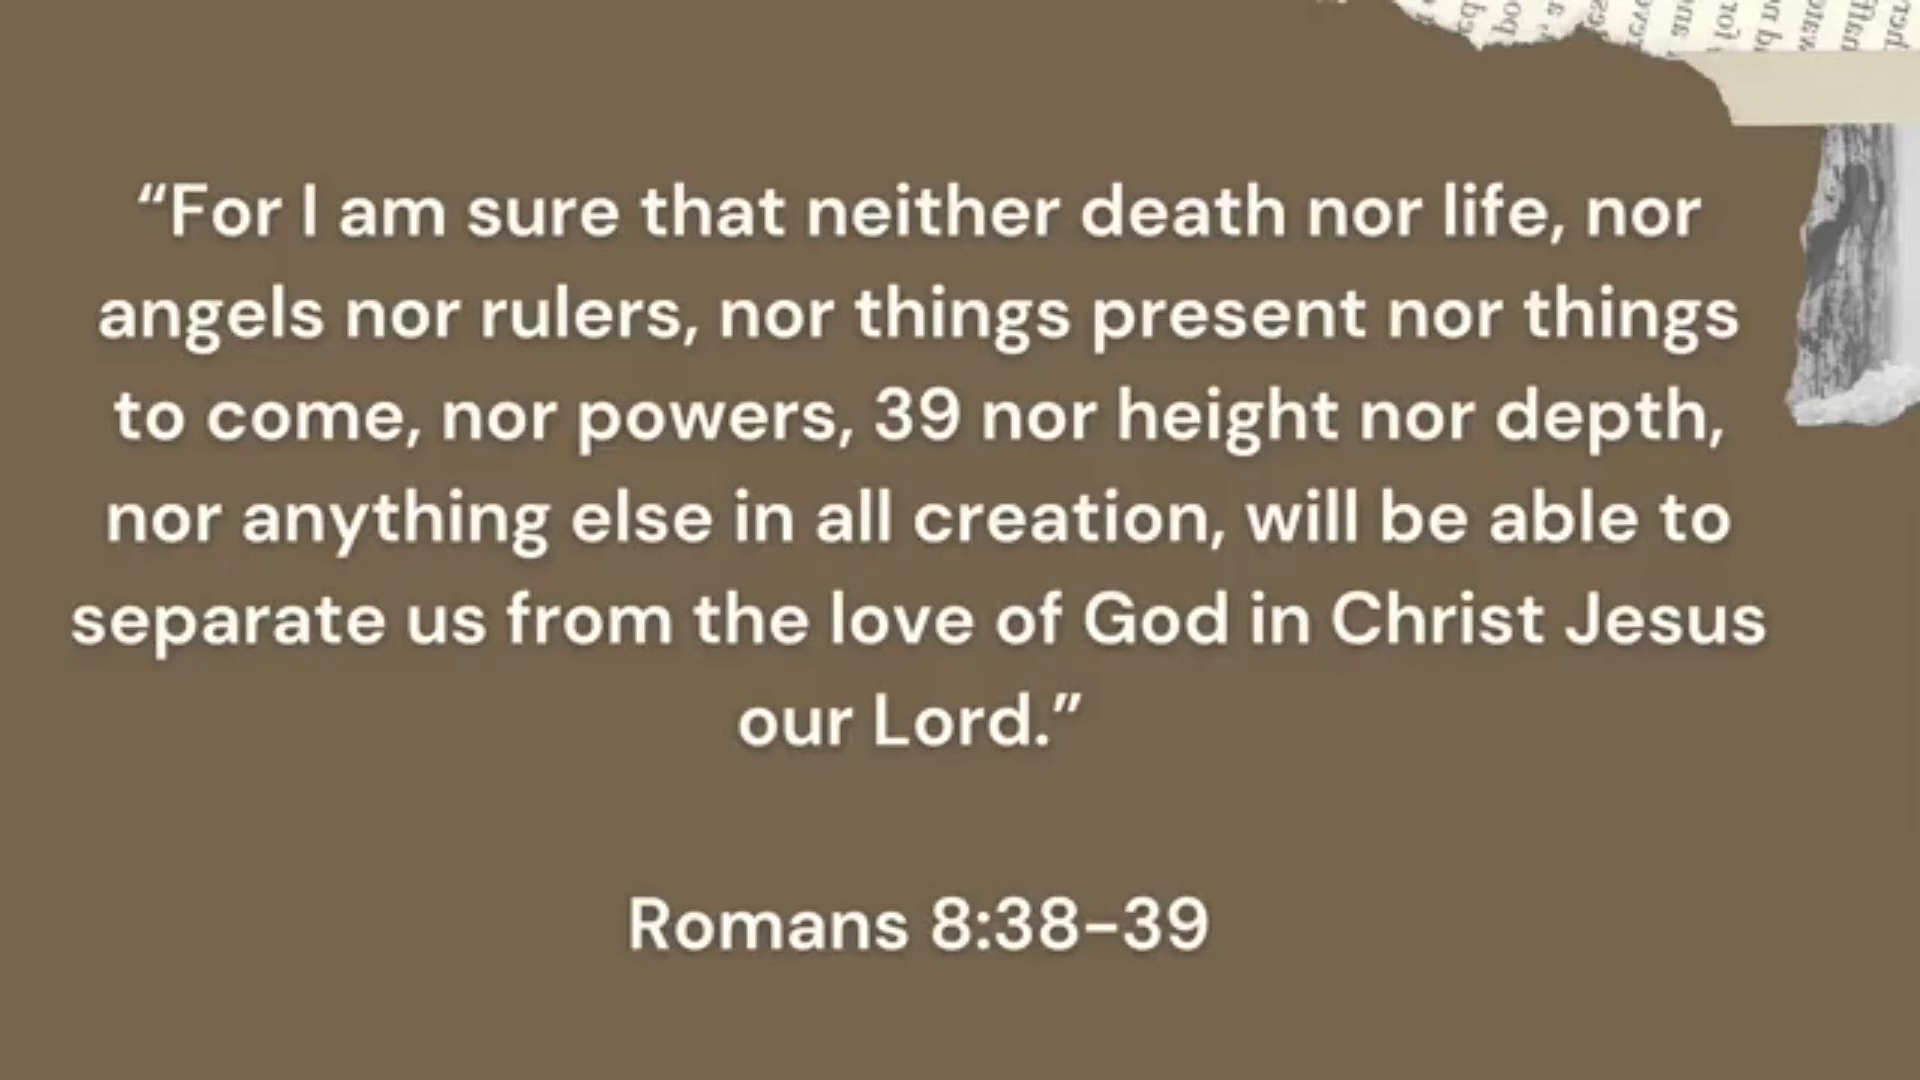 “For I am sure that neither death nor life, nor
angels nor rulers, nor things present nor things
to come, nor powers, 39 nor height nor depth,
nor anything else in all creation, will be able to
separate us from the love of God in Christ Jesus
our Lord.”
Romans 8:38–39